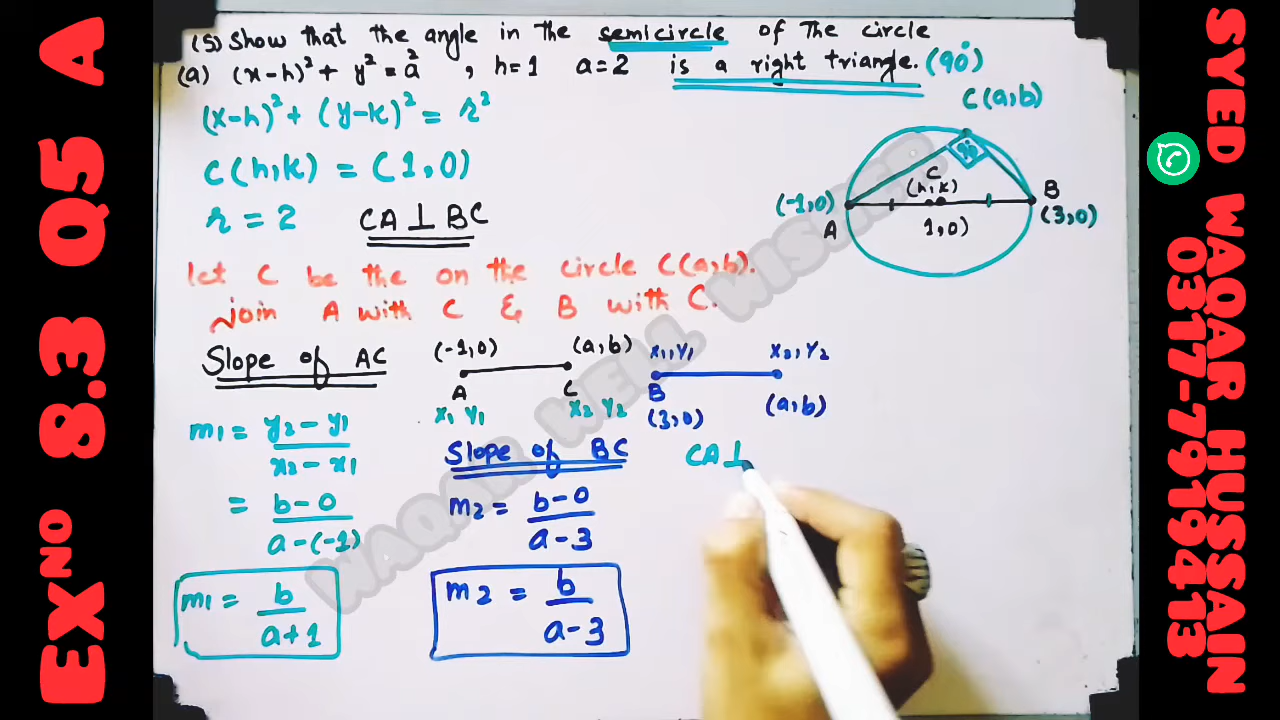 EXNO 8.3 Q5 A
(5) Show that the angle in the semicircle of the circle
(a) (x-h)² + y² = a² , h=1 a=2 is a right triangle. (90°)
(x-h)² + (y-k)² = r²
C(h,k) = (1,0)
r = 2 CA ⊥ BC
C(a,b)
90°
C
(h,k)
(-1,0)
A
1,0)
B
(3,0)
let C be the on the circle C(a,b).
join A with C & B with C.
Slope of AC
(-1,0) (a,b)
A C
x₁ y₁ x₂ y₂
x₁,y₁ x₂,y₂
B
(3,0) (a,b)
m₁ = y₂ - y₁ / x₂ - x₁
= b-0 / a-(-1)
m₁ = b / a+1
Slope of BC
m₂ = b-0 / a-3
m₂ = b / a-3
CA ⊥
WAQAR WELL WISHER
SYED WAQAR HUSSAIN
0317-7919413